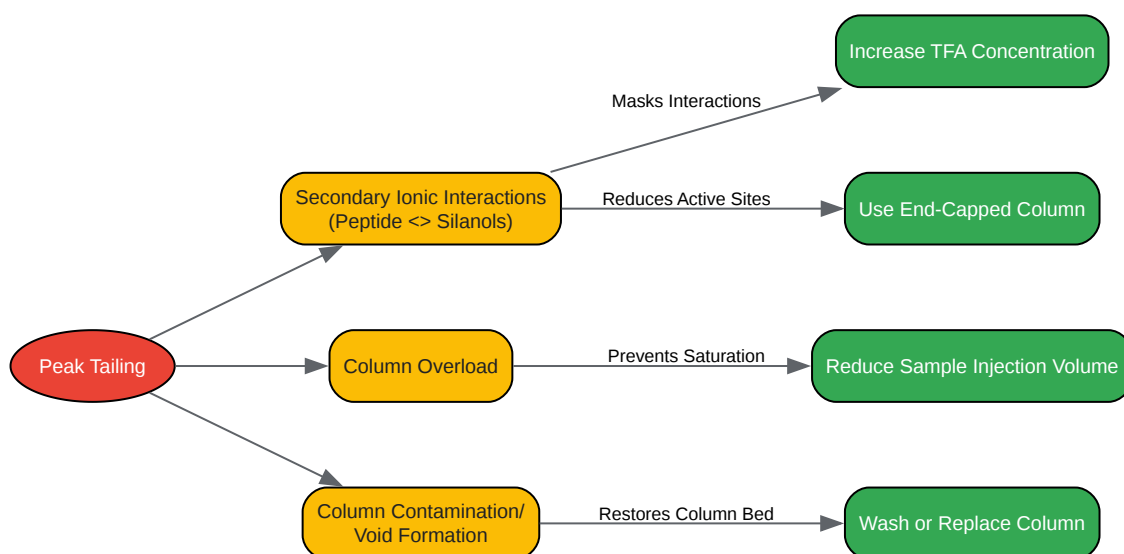 Increase TFA Concentration
Masks Interactions
Secondary Ionic Interactions
(Peptide <> Silanols)
Reduces Active Sites
Use End-Capped Column
Peak Tailing
Column Overload
Prevents Saturation
Reduce Sample Injection Volume
Column Contamination/
Void Formation
Restores Column Bed
Wash or Replace Column